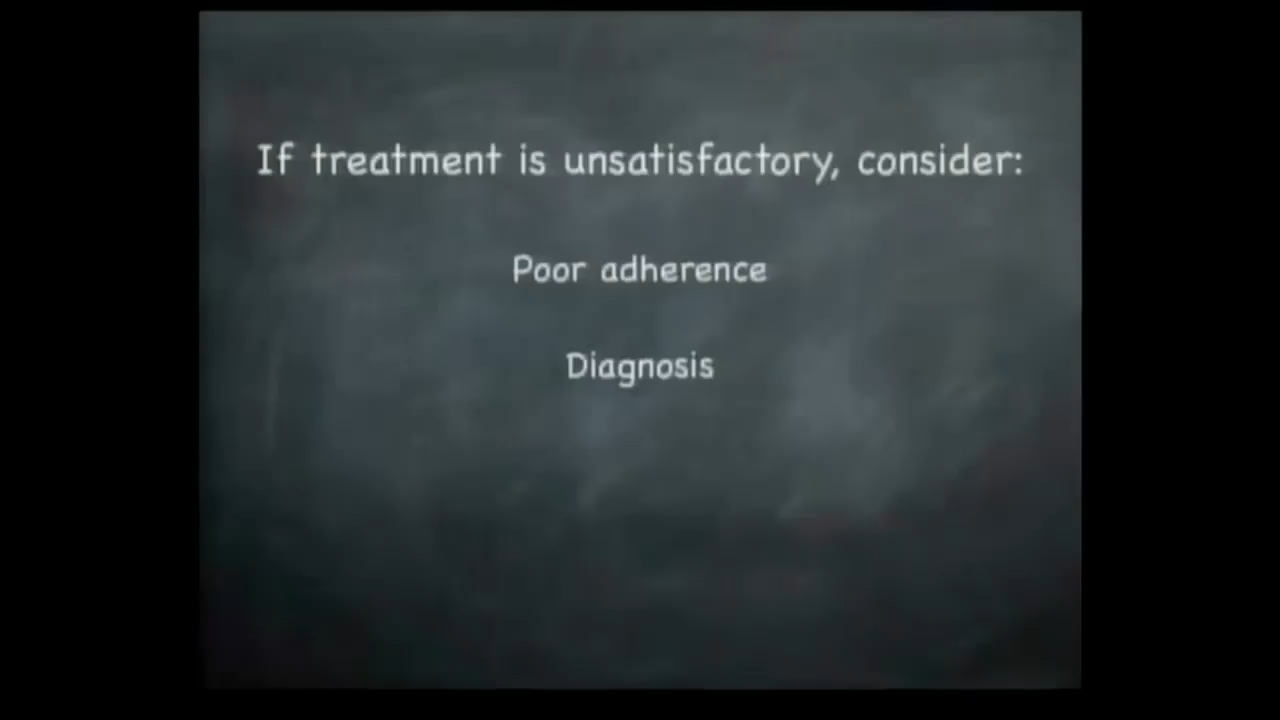 If treatment is unsatisfactory, consider:
Poor adherence
Diagnosis